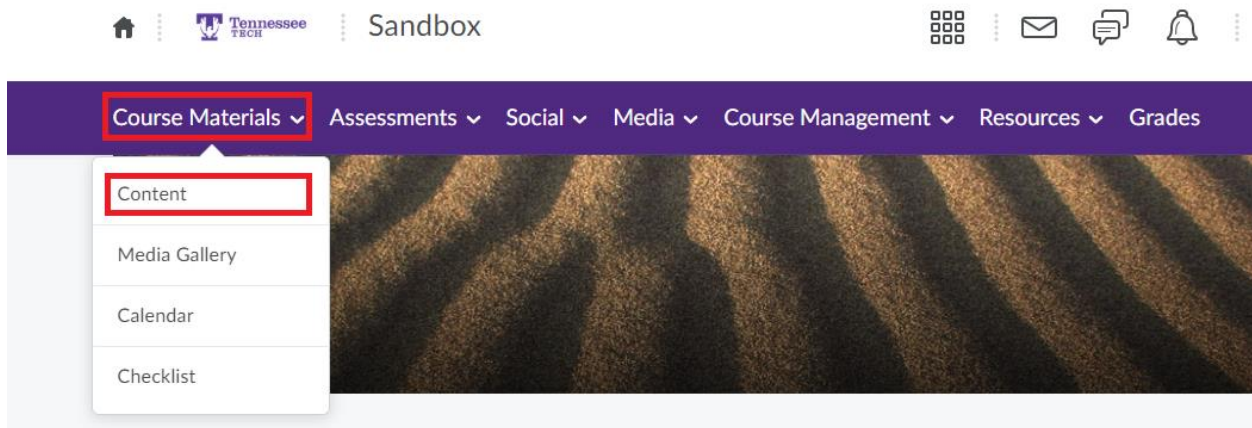 Tennessee
TECH
Sandbox
Course Materials Assessments Social Media Course Management Resources Grades
Content
Media Gallery
Calendar
Checklist